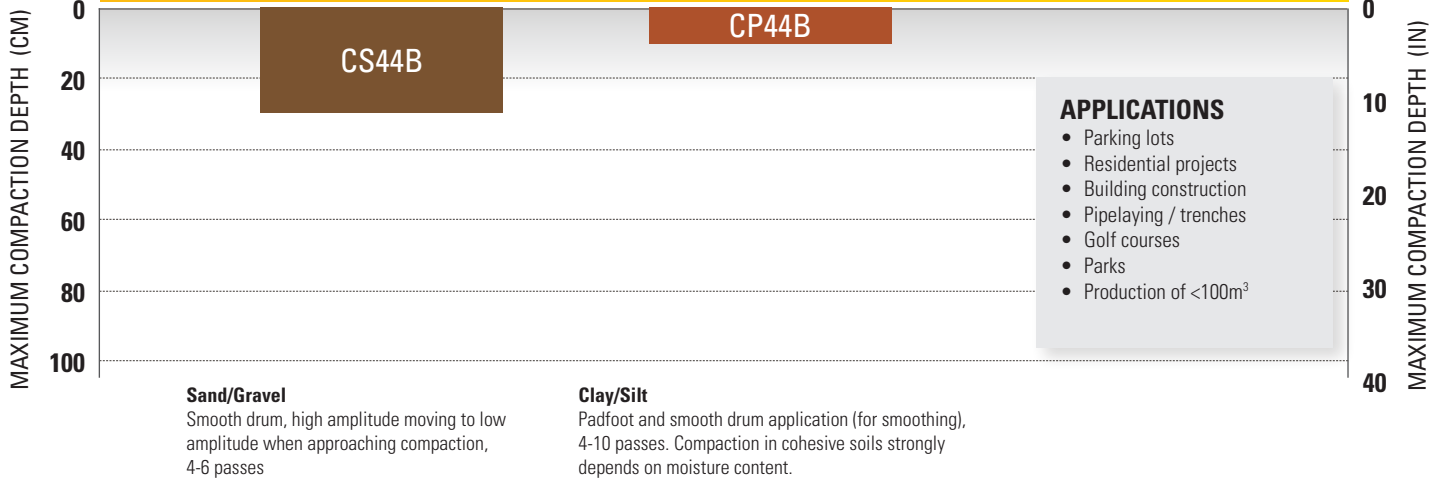 MAXIMUM COMPACTION DEPTH (CM)
0
20
40
60
80
100
CS44B
CP44B
APPLICATIONS
• Parking lots
• Residential projects
• Building construction
• Pipelaying / trenches
• Golf courses
• Parks
• Production of <100m³
0
10
20
30
40
MAXIMUM COMPACTION DEPTH (IN)
Sand/Gravel
Smooth drum, high amplitude moving to low
amplitude when approaching compaction,
4-6 passes
Clay/Silt
Padfoot and smooth drum application (for smoothing),
4-10 passes. Compaction in cohesive soils strongly
depends on moisture content.